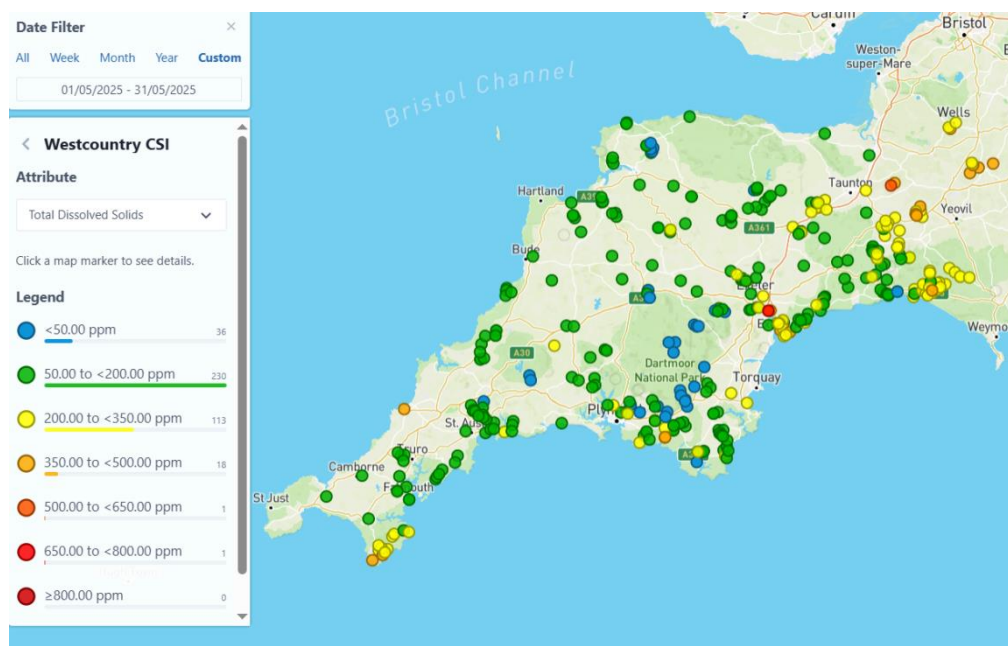 Date Filter ×
All Week Month Year Custom
01/05/2025 - 31/05/2025
Westcountry CSI
Attribute
Total Dissolved Solids
Click a map marker to see details.
Legend
<50.00 ppm 36
50.00 to <200.00 ppm 230
200.00 to <350.00 ppm 113
350.00 to <500.00 ppm 18
500.00 to <650.00 ppm 1
650.00 to <800.00 ppm 1
≥800.00 ppm 0
Bristol
Weston-
super-Mare
Bristol Channel
Wells
Taunton
Hartland
Yeovil
A361
Bude
Exeter
Weymo
A30
Dartmoor
National Park
Torquay
St. Aus
Truro
Camborne
Falmouth
St Just